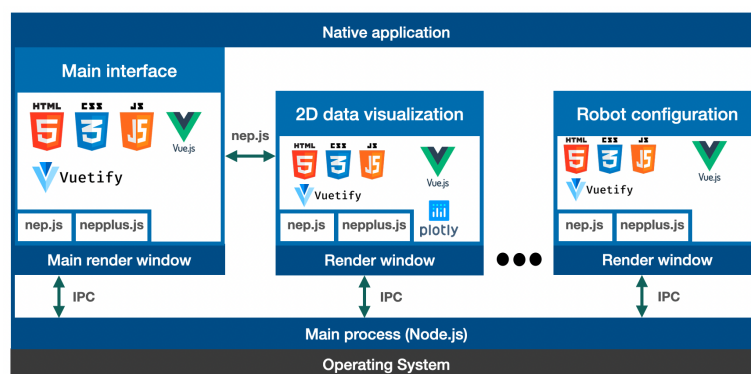 Native application
Main interface
HTML
5
CSS
3
JS
JS
Vue.js
Vuetify
nep.js
nepplus.js
Main render window
nep.js
2D data visualization
HTML
5
CSS
3
JS
JS
Vue.js
Vuetify
plotly
nep.js
nepplus.js
Render window
Robot configuration
HTML
5
CSS
3
JS
JS
Vue.js
Vuetify
nep.js
nepplus.js
Render window
IPC
IPC
IPC
Main process (Node.js)
Operating System